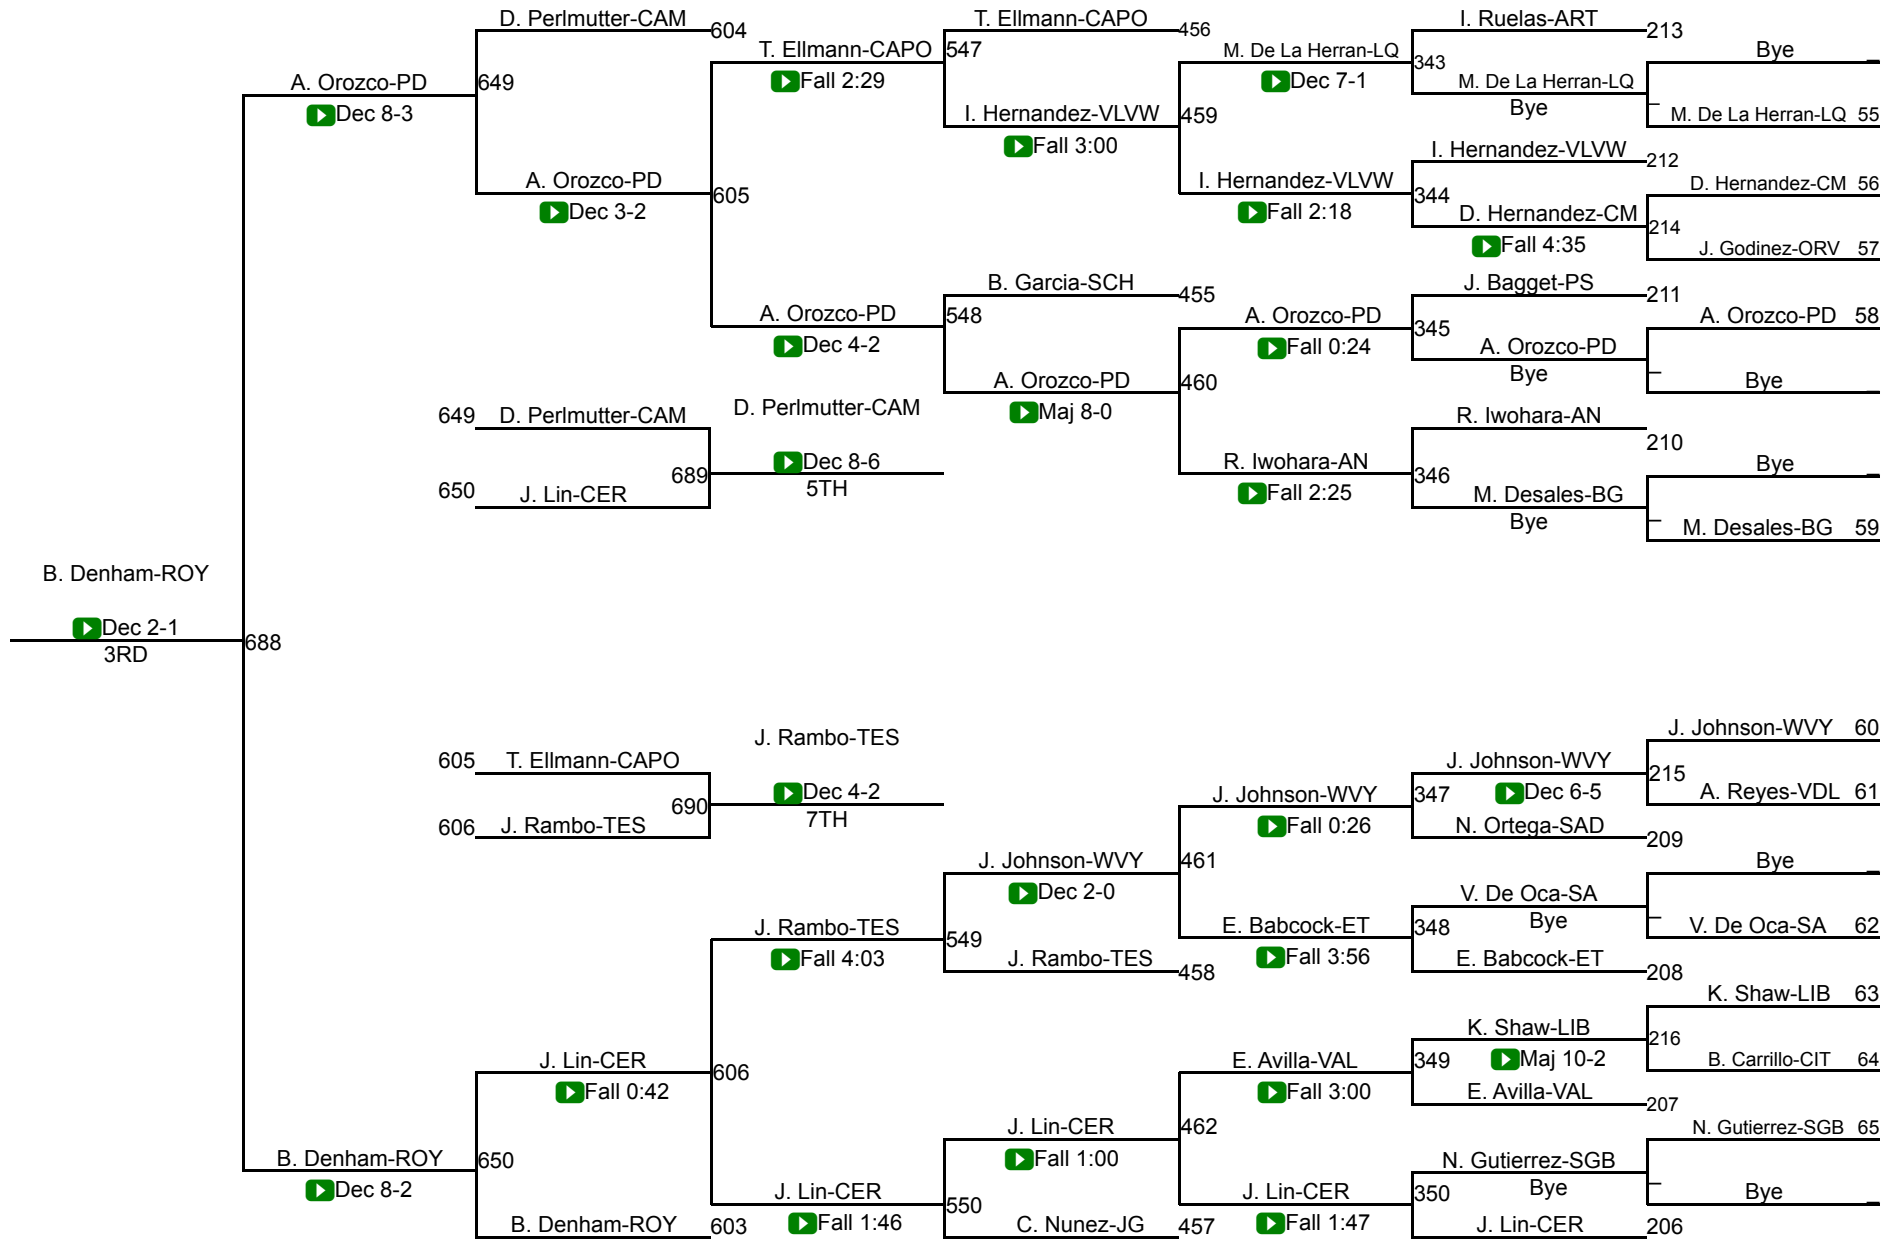 D. Perlmutter-CAM
604
T. Ellmann-CAPO
456
I. Ruelas-ART
213
T. Ellmann-CAPO
547
M. De La Herran-LQ
Bye
_
A. Orozco-PD
649
Fall 2:29
Dec 7-1
343
M. De La Herran-LQ
Dec 8-3
I. Hernandez-VLVW
459
Bye
_
M. De La Herran-LQ 55
Fall 3:00
I. Hernandez-VLVW
212
A. Orozco-PD
605
I. Hernandez-VLVW
344
D. Hernandez-CM 56
Dec 3-2
Fall 2:18
D. Hernandez-CM
214
Fall 4:35
J. Godinez-ORV 57
B. Garcia-SCH
455
J. Bagget-PS
211
A. Orozco-PD
548
A. Orozco-PD
345
A. Orozco-PD 58
Dec 4-2
Fall 0:24
A. Orozco-PD
A. Orozco-PD
460
Bye
_
Bye
_
649
D. Perlmutter-CAM
D. Perlmutter-CAM
Maj 8-0
R. Iwohara-AN
210
Dec 8-6
R. Iwohara-AN
Bye
_
689
5TH
Fall 2:25
346
650
J. Lin-CER
M. Desales-BG
Bye
_
M. Desales-BG 59
B. Denham-ROY
Dec 2-1
688
3RD
J. Rambo-TES
J. Johnson-WVY 60
605
T. Ellmann-CAPO
J. Johnson-WVY
215
Dec 4-2
J. Johnson-WVY
347
Dec 6-5
A. Reyes-VDL 61
690
7TH
Fall 0:26
606
J. Rambo-TES
N. Ortega-SAD
209
J. Johnson-WVY
461
Bye
_
Dec 2-0
V. De Oca-SA
J. Rambo-TES
549
E. Babcock-ET
348
Bye
_
V. De Oca-SA 62
Fall 4:03
J. Rambo-TES
458
Fall 3:56
E. Babcock-ET
208
K. Shaw-LIB 63
K. Shaw-LIB
216
J. Lin-CER
606
E. Avilla-VAL
349
Maj 10-2
B. Carrillo-CIT 64
Fall 0:42
Fall 3:00
E. Avilla-VAL
207
J. Lin-CER
462
N. Gutierrez-SGB 65
B. Denham-ROY
650
Fall 1:00
N. Gutierrez-SGB
Dec 8-2
J. Lin-CER
550
J. Lin-CER
350
Bye
_
Bye
_
B. Denham-ROY
603
Fall 1:46
C. Nunez-JG
457
Fall 1:47
J. Lin-CER
206